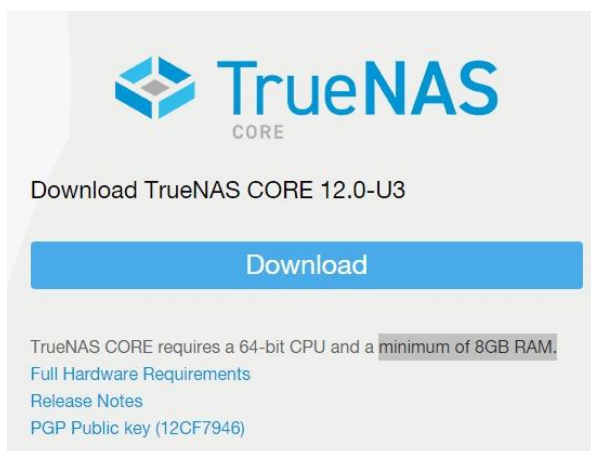 TrueNAS
CORE
Download TrueNAS CORE 12.0-U3
Download
TrueNAS CORE requires a 64-bit CPU and a minimum of 8GB RAM.
Full Hardware Requirements
Release Notes
PGP Public key (12CF7946)